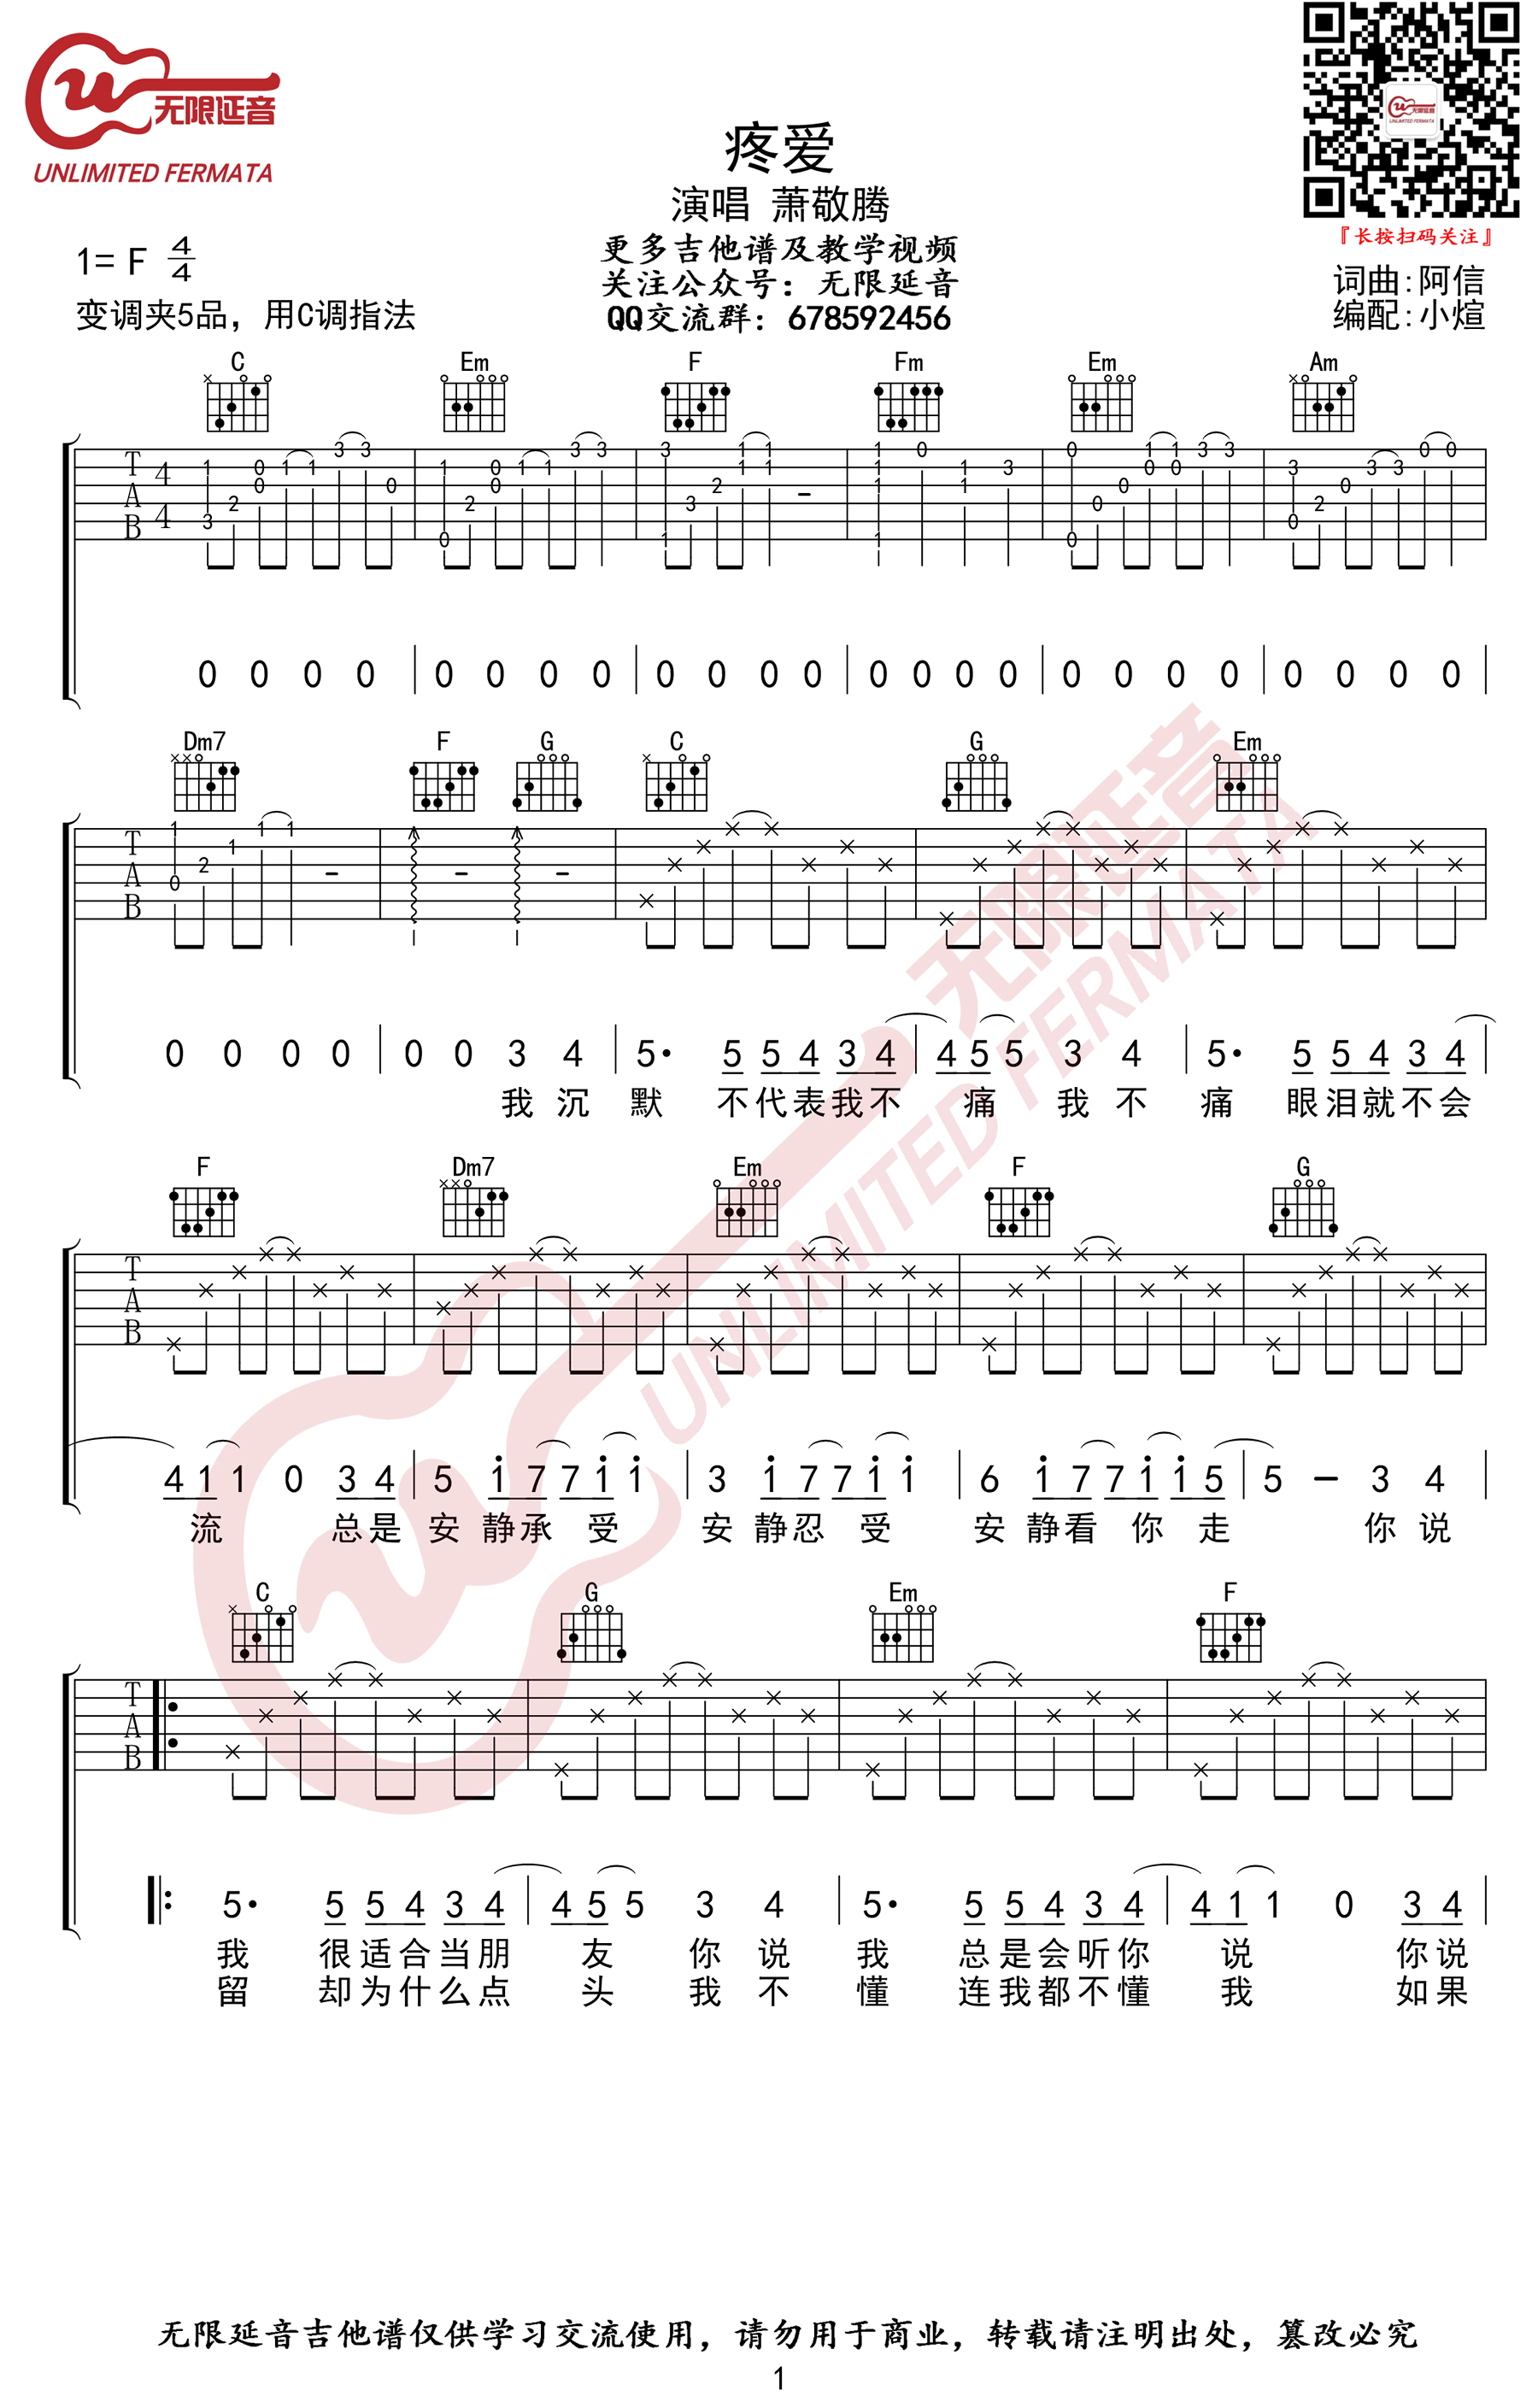 无限延音
UNLIMITED FERMATA
疼爱
演唱 萧敬腾
更多吉他谱及教学视频
关注公众号：无限延音
QQ交流群：678592456
『长按扫码关注』
1= F 4/4
变调夹5品，用C调指法
词曲:阿信
编配:小煊
C Em F Fm Em Am
T A B 4 4
0 0 0 0 | 0 0 0 0 | 0 0 0 0 | 0 0 0 0 | 0 0 0 0 | 0 0 0 0 |
Dm7 F G C G Em
T A B
0 0 0 0 | 0 0 3 4 | 5· 5 5 4 3 4 | 4 5 5 3 4 | 5· 5 5 4 3 4 |
我 沉 默 不 代 表 我 不 痛 我 不 痛 眼 泪 就 不 会
F Dm7 Em F G
T A B
4 1 1 0 3 4 | 5 i 7 7 i i | 3 i 7 7 i i | 6 i 7 7 i i 5 | 5 – 3 4 |
流 总 是 安 静 承 受 安 静 忍 受 安 静 看 你 走 你 说
C G Em F
T A B
5· 5 5 4 3 4 | 4 5 5 3 4 | 5· 5 5 4 3 4 | 4 1 1 0 3 4 |
我 很 适 合 当 朋 友 你 说 我 总 是 会 听 你 说 你 说
留 却 为 什 么 点 头 我 不 懂 连 我 都 不 懂 我 如 果
无限延音吉他谱仅供学习交流使用，请勿用于商业，转载请注明出处，篡改必究
1